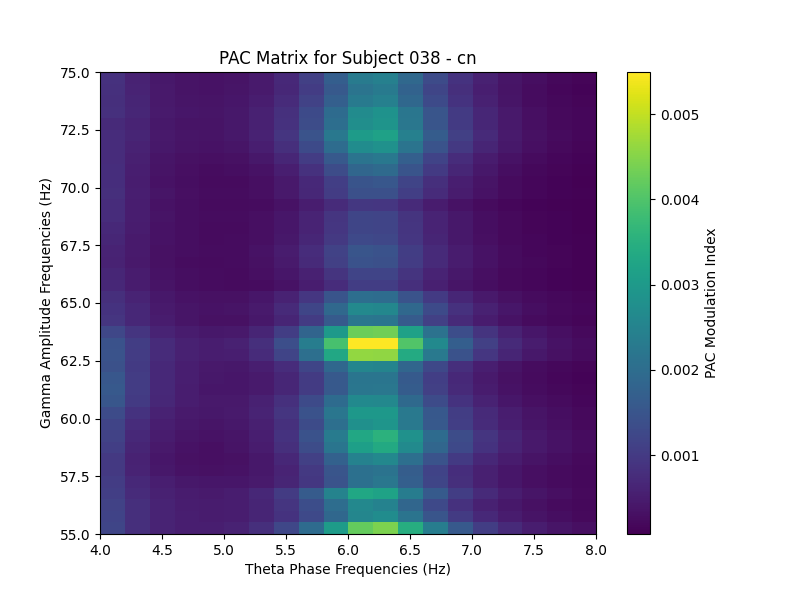 PAC Matrix for Subject 038 - cn
75.0
72.5
70.0
67.5
65.0
62.5
60.0
57.5
55.0
Gamma Amplitude Frequencies (Hz)
4.0 4.5 5.0 5.5 6.0 6.5 7.0 7.5 8.0
Theta Phase Frequencies (Hz)
0.005
0.004
0.003
0.002
0.001
PAC Modulation Index